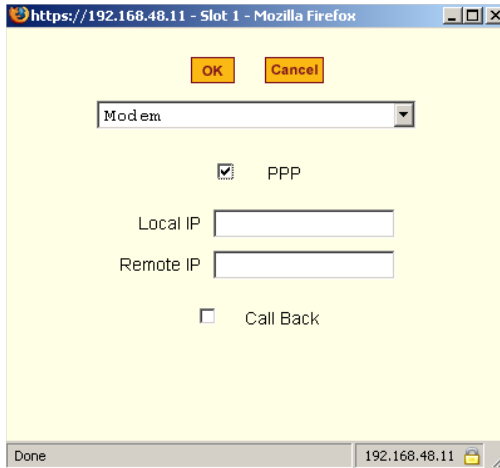 https://192.168.48.11 - Slot 1 - Mozilla Firefox
OK Cancel
Modem
PPP
Local IP
Remote IP
Call Back
Done 192.168.48.11